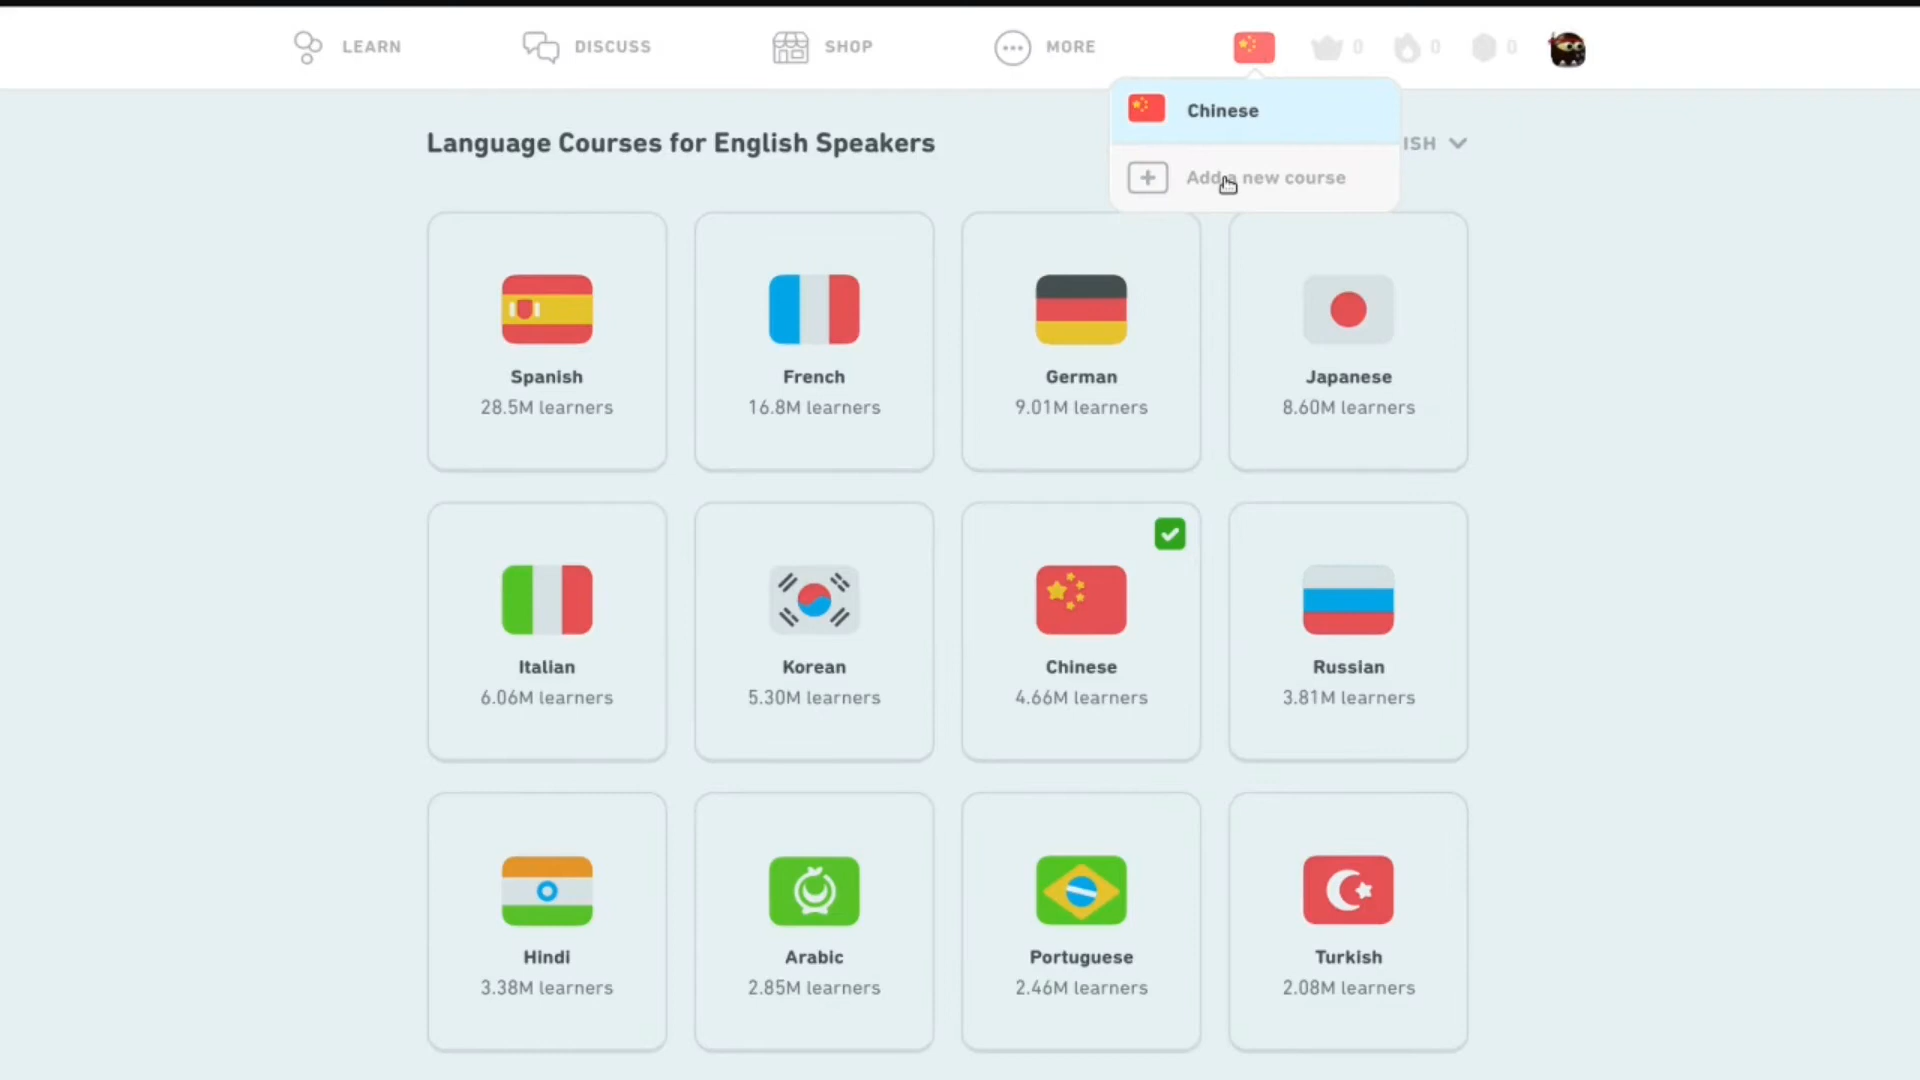 LEARN
DISCUSS
SHOP
MORE
0
0
0
Chinese
Add a new course
Language Courses for English Speakers
ISH
Spanish
28.5M learners
French
16.8M learners
German
9.01M learners
Japanese
8.60M learners
Italian
6.06M learners
Korean
5.30M learners
Chinese
4.66M learners
Russian
3.81M learners
Hindi
3.38M learners
Arabic
2.85M learners
Portuguese
2.46M learners
Turkish
2.08M learners